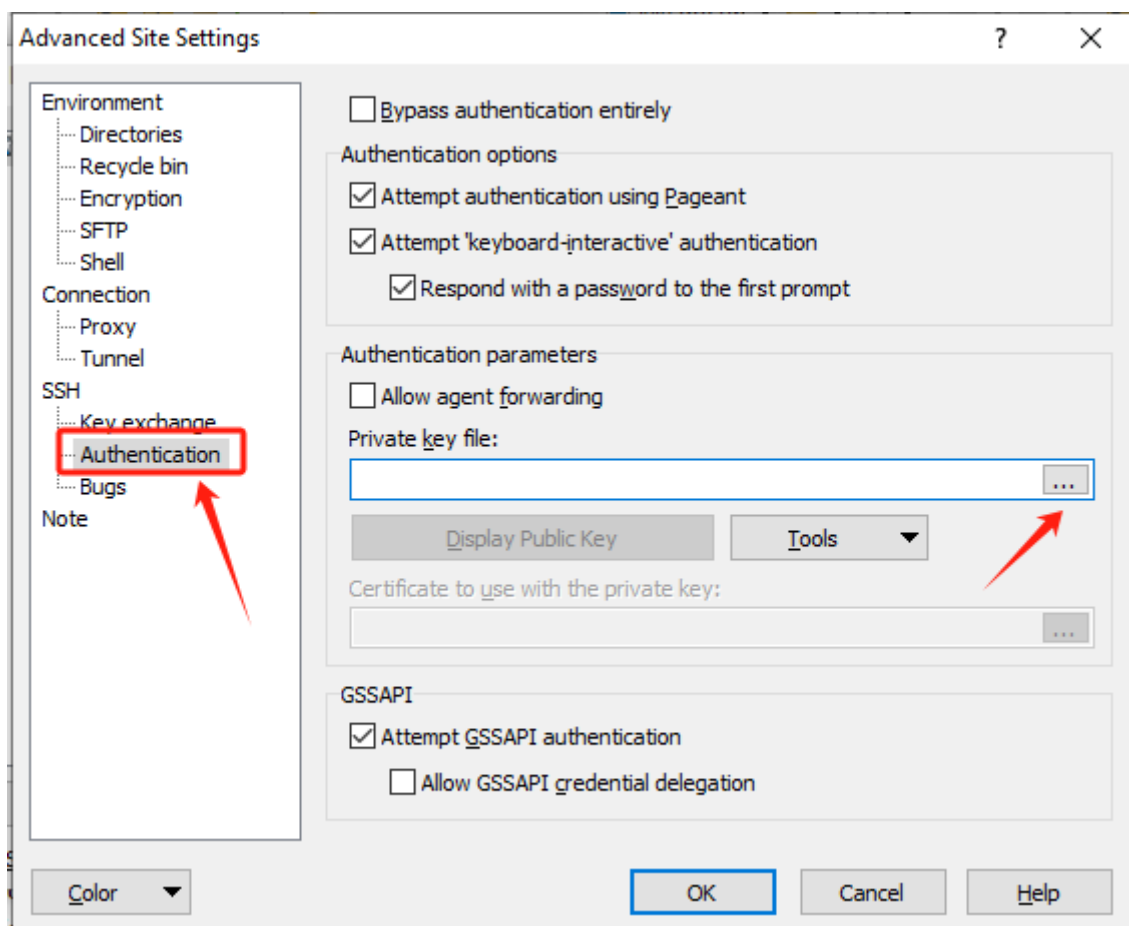 Advanced Site Settings
?
Environment
Directories
Recycle bin
Encryption
SFTP
Shell
Connection
Proxy
Tunnel
SSH
Key exchange
Authentication
Bugs
Note
Bypass authentication entirely
Authentication options
Attempt authentication using Pageant
Attempt 'keyboard-interactive' authentication
Respond with a password to the first prompt
Authentication parameters
Allow agent forwarding
Private key file:
...
Display Public Key
Tools
Certificate to use with the private key:
...
GSSAPI
Attempt GSSAPI authentication
Allow GSSAPI credential delegation
Color
OK
Cancel
Help